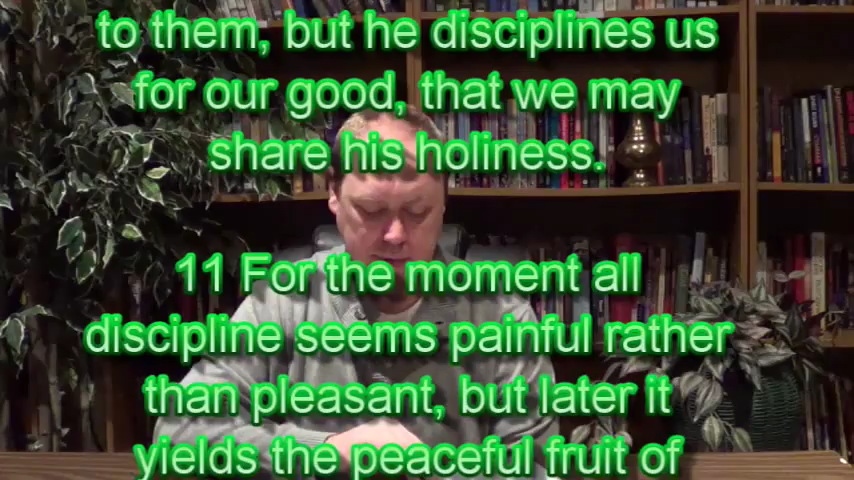 to them, but he disciplines us
for our good, that we may
share his holiness.
11 For the moment all
discipline seems painful rather
than pleasant, but later it
yields the peaceful fruit of